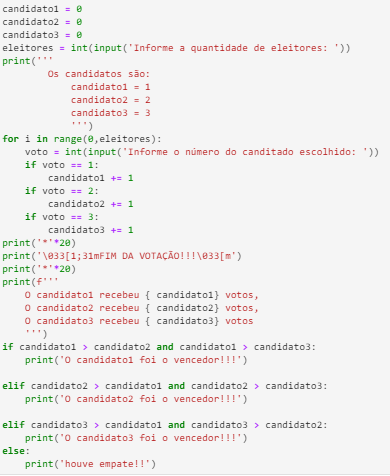 candidato1 = 0
candidato2 = 0
candidato3 = 0
eleitores = int(input('Informe a quantidade de eleitores: '))
print('''
        Os candidatos são:
            candidato1 = 1
            candidato2 = 2
            candidato3 = 3
            ''')
for i in range(0,eleitores):
    voto = int(input('Informe o número do canditado escolhido: '))
    if voto == 1:
        candidato1 += 1
    if voto == 2:
        candidato2 += 1
    if voto == 3:
        candidato3 += 1
print('*'*20)
print('\033[1;31mFIM DA VOTAÇÃO!!!\033[m')
print('*'*20)
print(f'''
    O candidato1 recebeu { candidato1} votos,
    O candidato2 recebeu { candidato2} votos,
    O candidato3 recebeu { candidato3} votos
    ''')
if candidato1 > candidato2 and candidato1 > candidato3:
    print('O candidato1 foi o vencedor!!!')

elif candidato2 > candidato1 and candidato2 > candidato3:
    print('O candidato2 foi o vencedor!!!')

elif candidato3 > candidato1 and candidato3 > candidato2:
    print('O candidato3 foi o vencedor!!!')
else:
    print('houve empate!!')